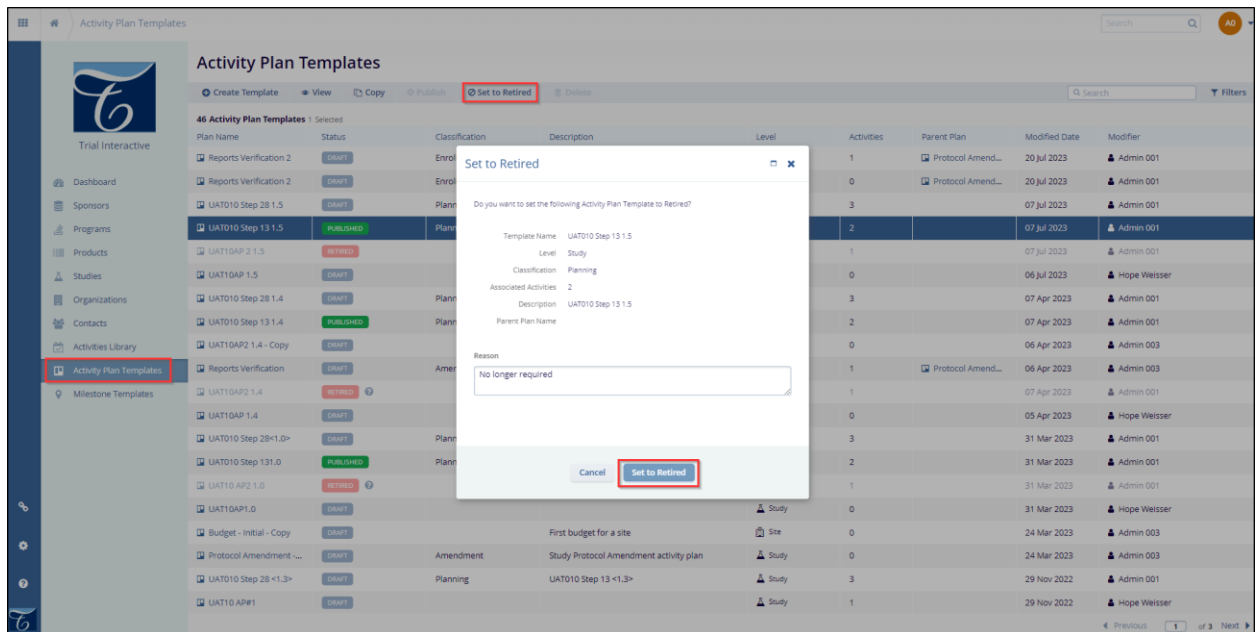 Activity Plan Templates
Search
AO
Trial Interactive
Dashboard
Sponsors
Programs
Products
Studies
Organizations
Contacts
Activities Library
Activity Plan Templates
Milestone Templates
Activity Plan Templates
Create Template View Copy Publish Set to Retired Delete Search Filters
46 Activity Plan Templates 1 Selected
Plan Name Status Classification Description Level Activities Parent Plan Modified Date Modifier
Reports Verification 2 DRAFT Enrol 1 Protocol Amend... 20 Jul 2023 Admin 001
Reports Verification 2 DRAFT Enrol 0 Protocol Amend... 20 Jul 2023 Admin 001
UAT010 Step 28 1.5 DRAFT Plann 3 07 Jul 2023 Admin 001
UAT010 Step 13 1.5 PUBLISHED Plann 2 07 Jul 2023 Admin 001
UAT10AP 2 1.5 RETIRED 1 07 Jul 2023 Admin 001
UAT10AP 1.5 DRAFT 0 06 Jul 2023 Hope Weisser
UAT010 Step 28 1.4 DRAFT Plann 3 07 Apr 2023 Admin 001
UAT010 Step 13 1.4 PUBLISHED Plann 2 07 Apr 2023 Admin 001
UAT10AP2 1.4 - Copy DRAFT 0 06 Apr 2023 Admin 003
Reports Verification DRAFT Amer 1 Protocol Amend... 06 Apr 2023 Admin 003
UAT10AP2 1.4 RETIRED 1 07 Apr 2023 Admin 001
UAT10AP 1.4 DRAFT 0 05 Apr 2023 Hope Weisser
UAT010 Step 28<1.0> DRAFT Plann 3 31 Mar 2023 Admin 001
UAT010 Step 131.0 PUBLISHED Plann 2 31 Mar 2023 Admin 001
UAT10 AP2 1.0 RETIRED 1 31 Mar 2023 Admin 001
UAT10AP1.0 DRAFT Study 0 31 Mar 2023 Hope Weisser
Budget - Initial - Copy DRAFT First budget for a site Site 0 24 Mar 2023 Admin 003
Protocol Amendment -... DRAFT Amendment Study Protocol Amendment activity plan Study 0 24 Mar 2023 Admin 003
UAT010 Step 28 <1.3> DRAFT Planning UAT010 Step 13 <1.3> Study 3 29 Nov 2022 Admin 001
UAT10 AP#1 DRAFT Study 1 29 Nov 2022 Hope Weisser
Previous 1 of 3 Next
Set to Retired
Do you want to set the following Activity Plan Template to Retired?
Template Name UAT010 Step 13 1.5
Level Study
Classification Planning
Associated Activities 2
Description UAT010 Step 13 1.5
Parent Plan Name
Reason
No longer required
Cancel Set to Retired